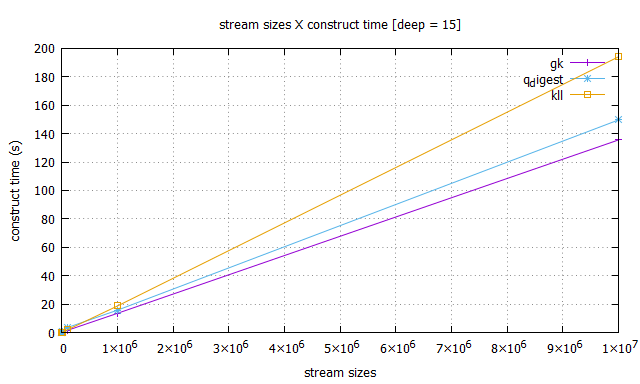 stream sizes X construct time [deep = 15]
200
180
160
140
120
100
80
60
40
20
0
construct time (s)
gk
q_digest
kll
0 1×10^6 2×10^6 3×10^6 4×10^6 5×10^6 6×10^6 7×10^6 8×10^6 9×10^6 1×10^7
stream sizes